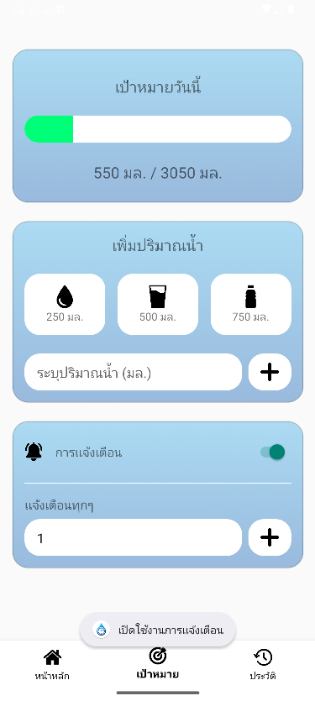 เป้าหมายวันนี้
550 มล. / 3050 มล.
เพิ่มปริมาณน้ำ
250 มล.
500 มล.
750 มล.
ระบุปริมาณน้ำ (มล.)
การแจ้งเตือน
แจ้งเตือนทุกๆ
1
เปิดใช้งานการแจ้งเตือน
หน้าหลัก
เป้าหมาย
ประวัติ